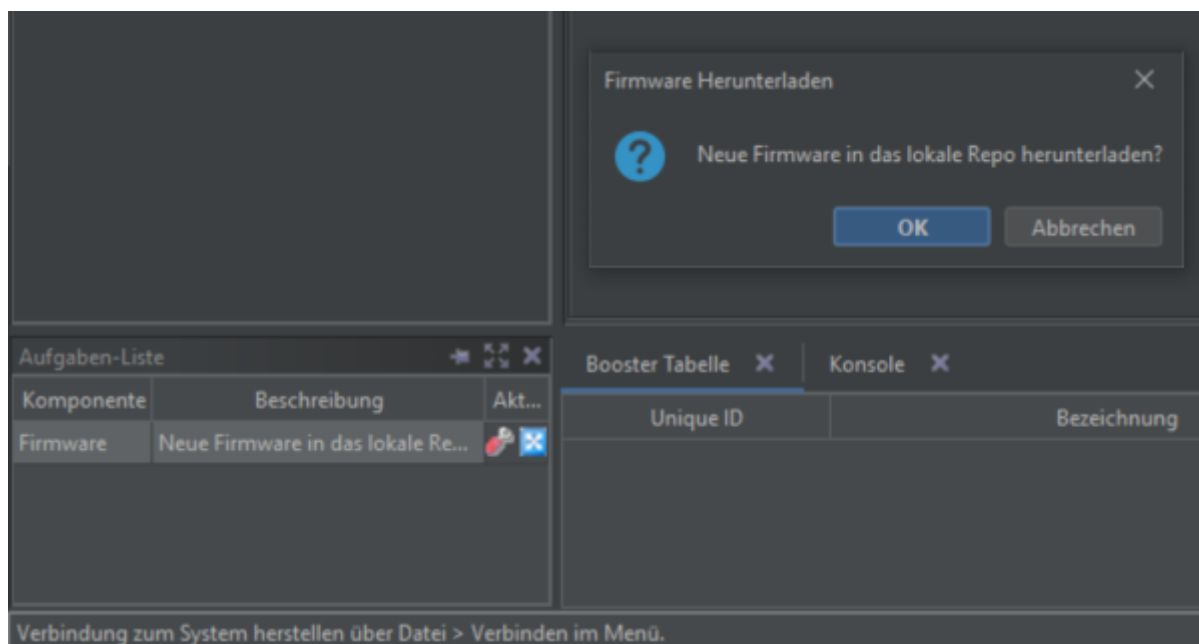 Firmware Herunterladen
Neue Firmware in das lokale Repo herunterladen?
OK Abbrechen
Aufgaben-Liste
Komponente Beschreibung Akt...
Firmware Neue Firmware in das lokale Re...
Booster Tabelle Konsole
Unique ID Bezeichnung
Verbindung zum System herstellen über Datei > Verbinden im Menü.